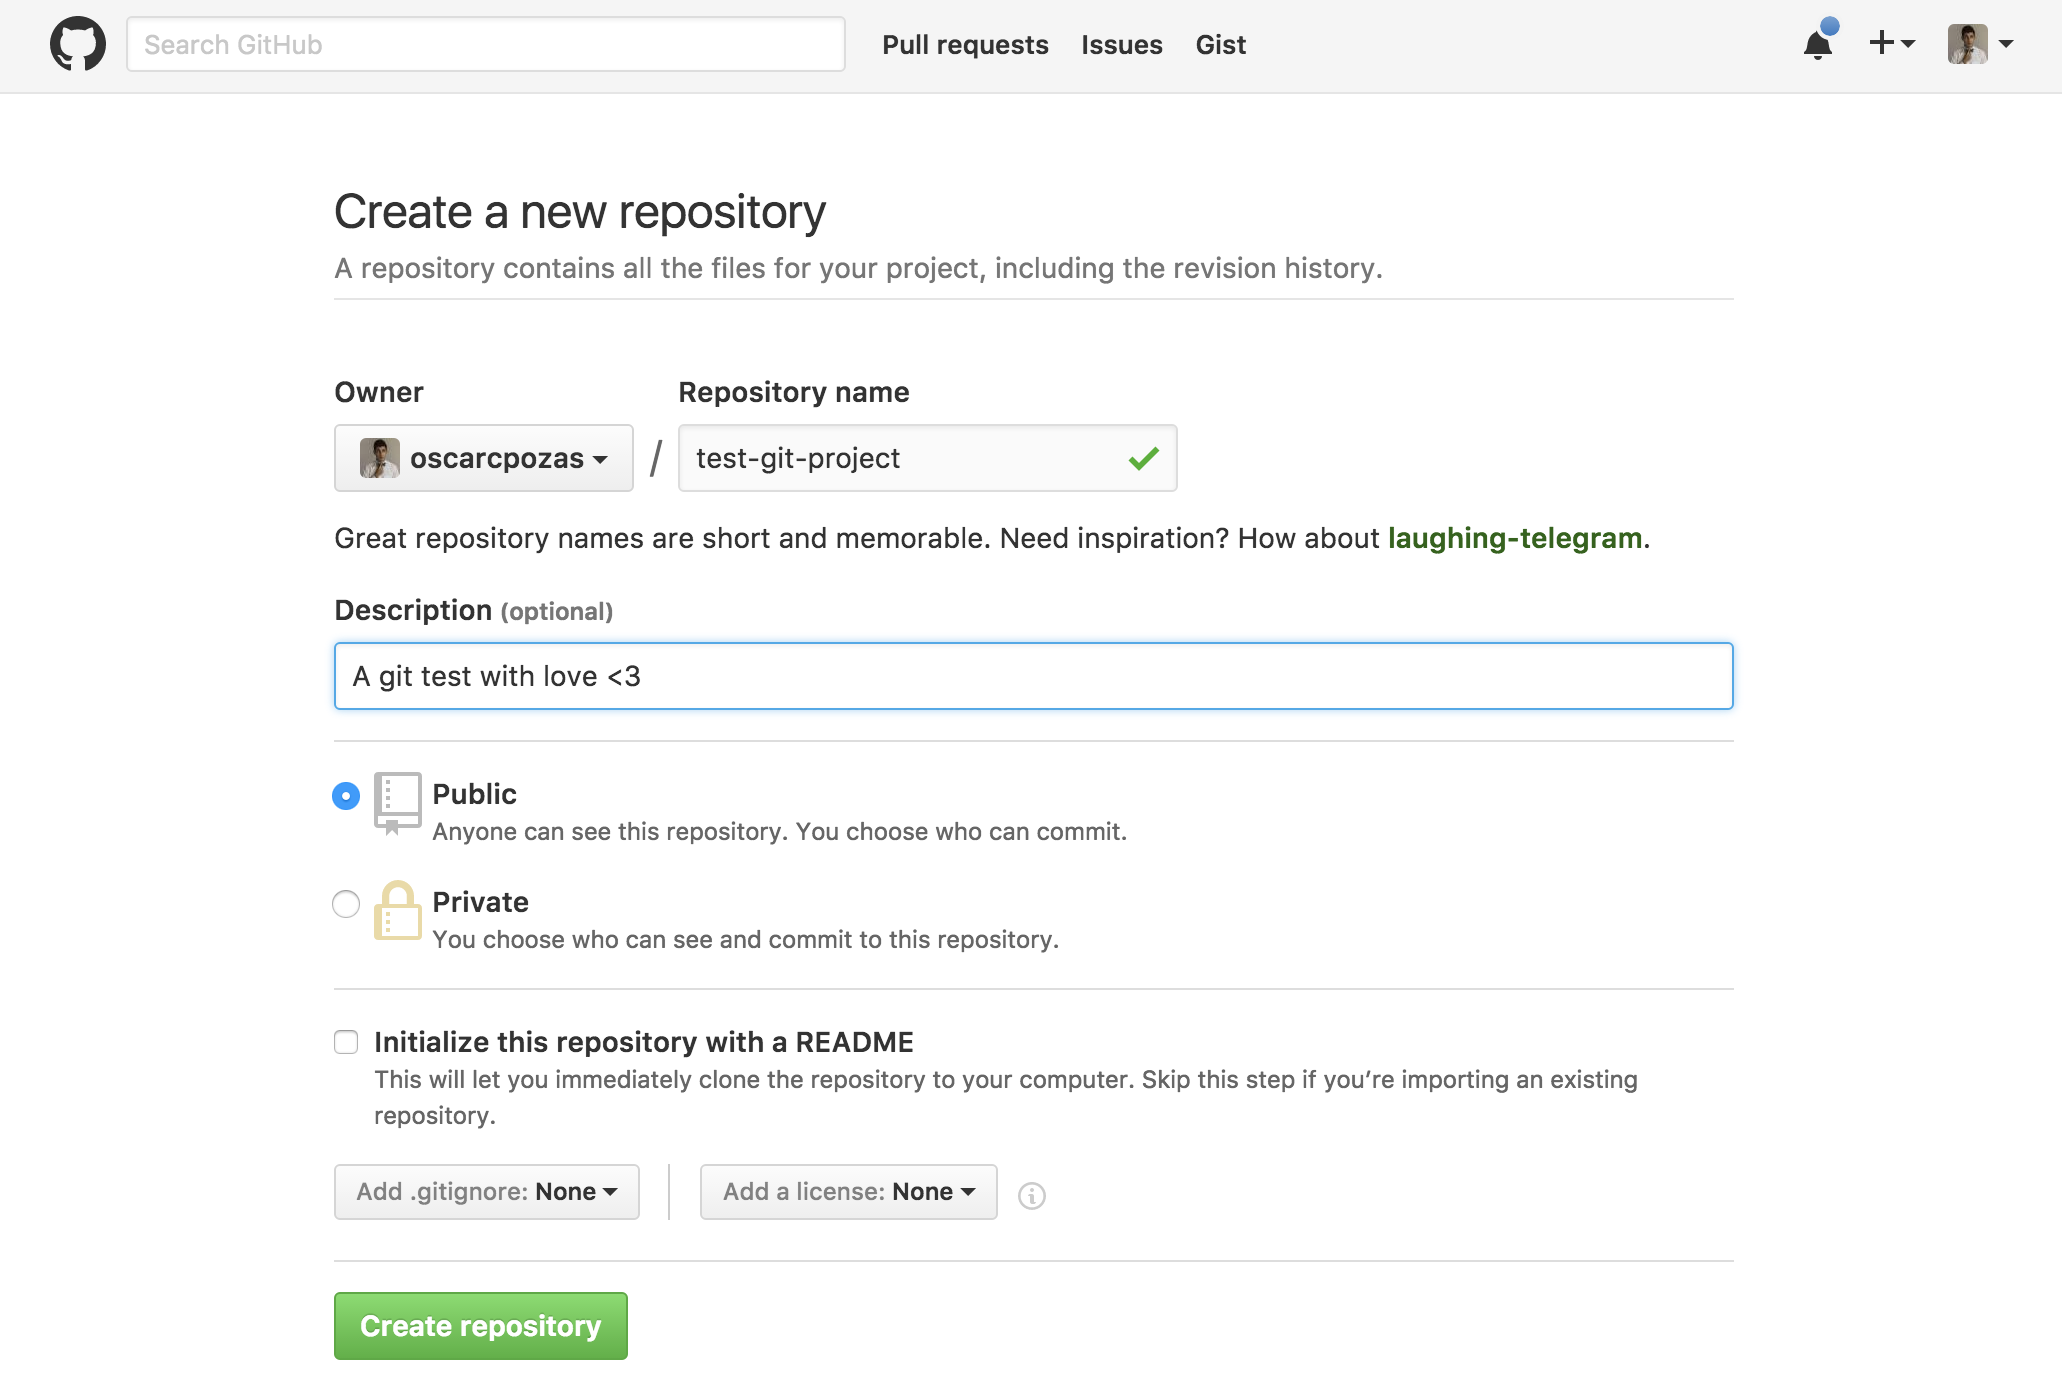 Search GitHub
Pull requests Issues Gist
Create a new repository
A repository contains all the files for your project, including the revision history.
Owner Repository name
oscarcpozas / test-git-project
Great repository names are short and memorable. Need inspiration? How about laughing-telegram.
Description (optional)
A git test with love <3
Public
Anyone can see this repository. You choose who can commit.
Private
You choose who can see and commit to this repository.
Initialize this repository with a README
This will let you immediately clone the repository to your computer. Skip this step if you’re importing an existing
repository.
Add .gitignore: None Add a license: None
Create repository